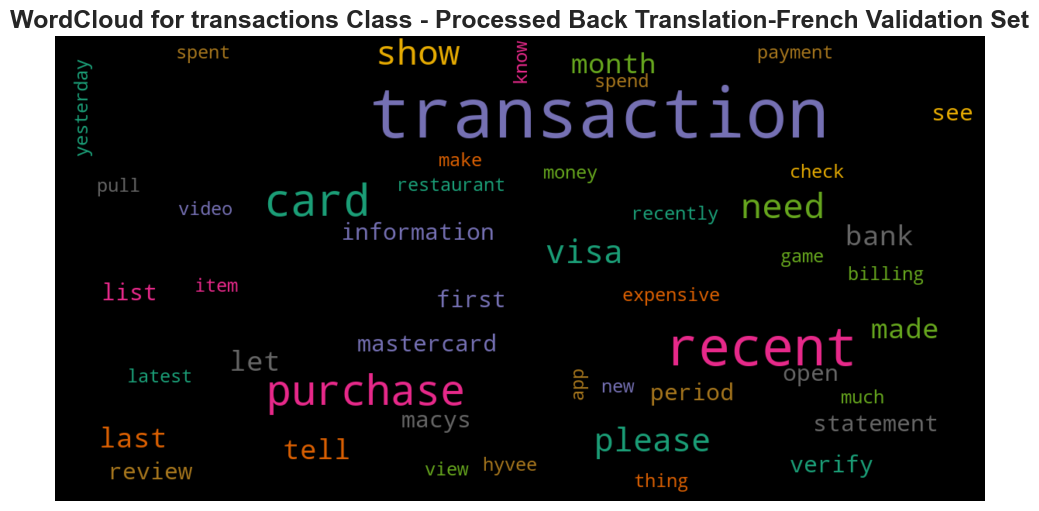 WordCloud for transactions Class - Processed Back Translation-French Validation Set
spent
show
know
month
payment
spend
yesterday
transaction
see
make
restaurant
money
check
pull
video
card
information
recently
need
visa
bank
game
billing
list
item
first
expensive
mastercard
recent
made
let
latest
purchase
app
new
period
open
much
macys
statement
last
tell
please
review
view
hyvee
verify
thing